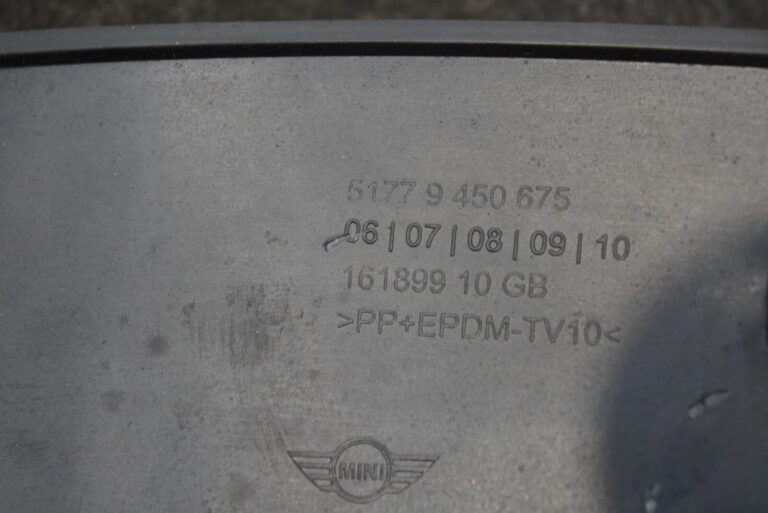 5177 9 450 675
06 | 07 | 08 | 09 | 10
161899 10 GB
>PP+EPDM-TV10<
MINI